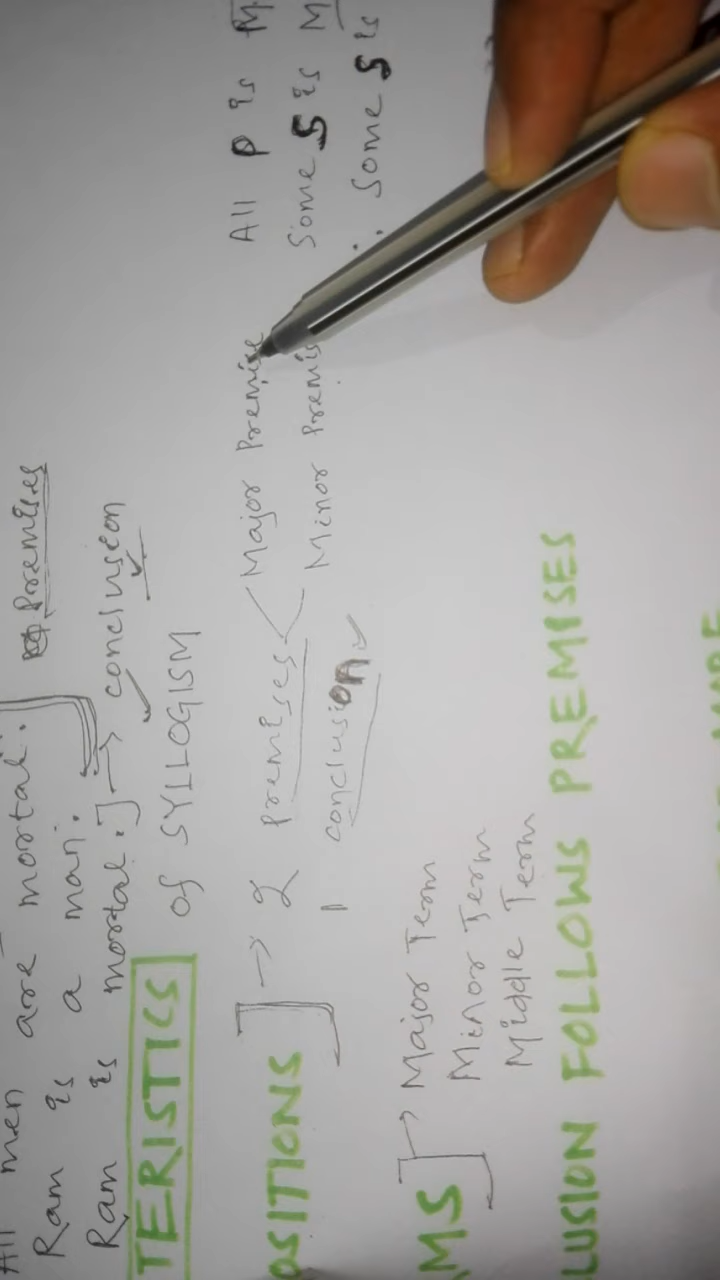 All men are mortal. Premises
Ram is a man.
Ram is mortal. → conclusion
TERISTICS of SYLLOGISM
OSITIONS → 2 premises Major Premise All P is M
1 conclusion Minor Premis Some S is M
∴ Some S is
MS → Major Term
Minor Term
Middle Term
LUSION FOLLOWS PREMISES